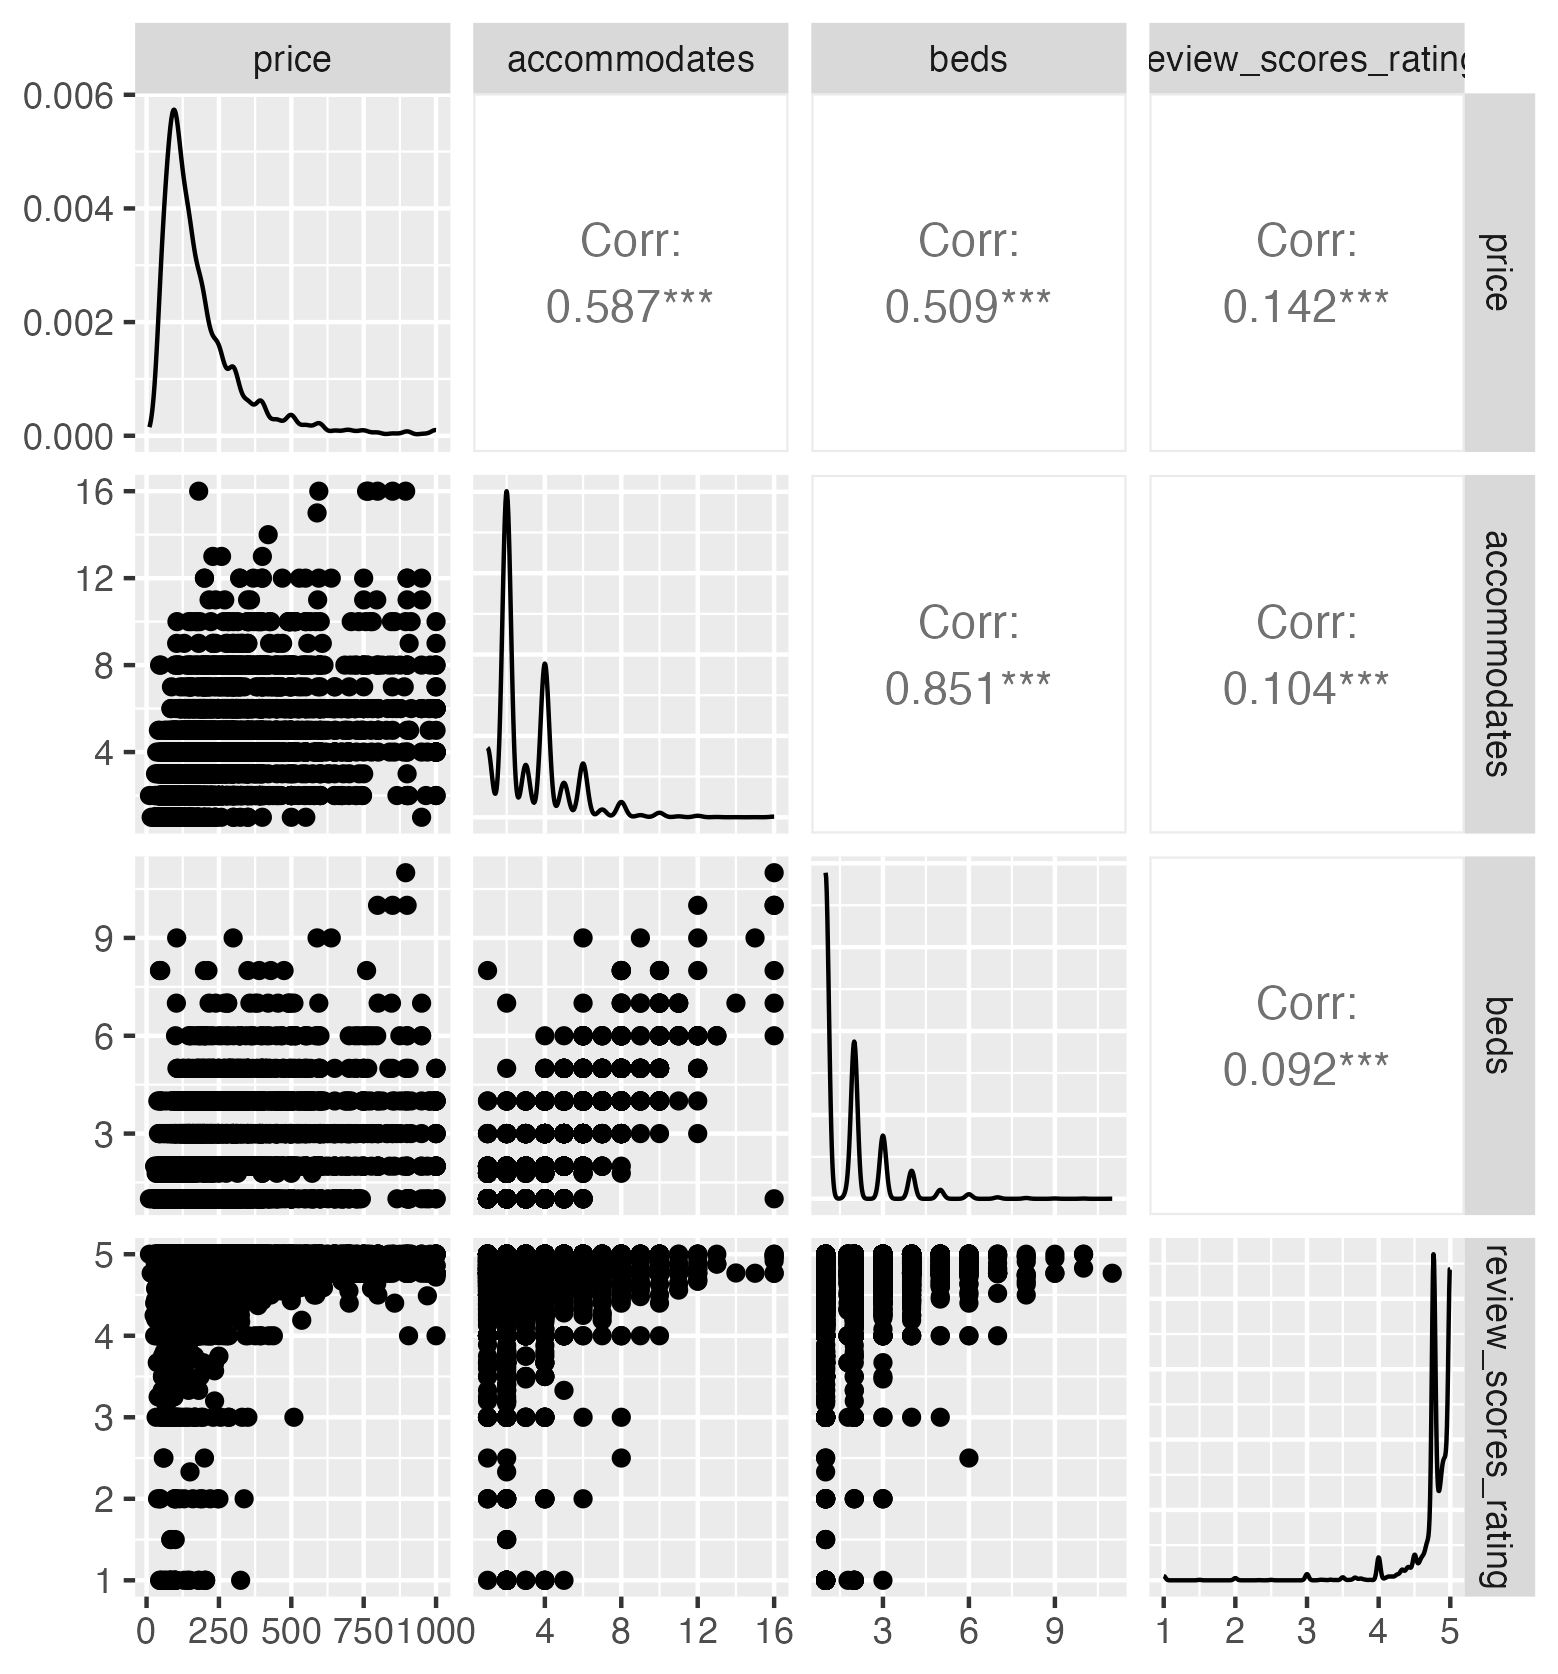 price
accommodates
beds
eview_scores_rating
0.006
0.004
0.002
0.000
Corr:
0.587***
Corr:
0.509***
Corr:
0.142***
price
16
12
8
4
Corr:
0.851***
Corr:
0.104***
accommodates
9
6
3
Corr:
0.092***
beds
5
4
3
2
1
review_scores_rating
0 250 500 750 1000
4 8 12 16
3 6 9
1 2 3 4 5